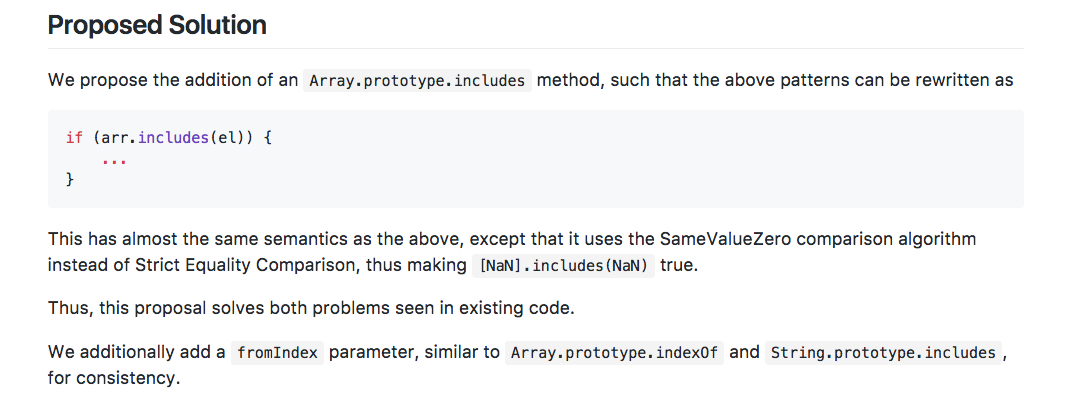 Proposed Solution
We propose the addition of an Array.prototype.includes method, such that the above patterns can be rewritten as
if (arr.includes(el)) {
    ...
}
This has almost the same semantics as the above, except that it uses the SameValueZero comparison algorithm
instead of Strict Equality Comparison, thus making [NaN].includes(NaN) true.
Thus, this proposal solves both problems seen in existing code.
We additionally add a fromIndex parameter, similar to Array.prototype.indexOf and String.prototype.includes,
for consistency.